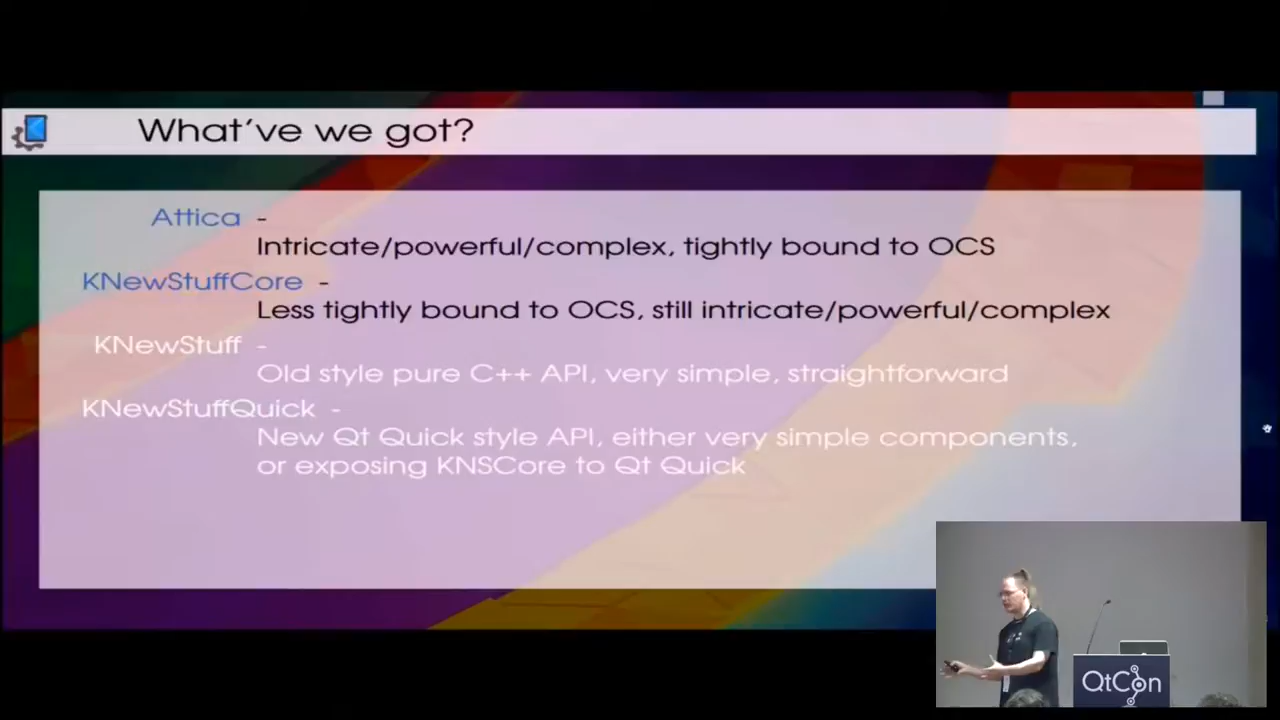 What've we got?
Attica -
Intricate/powerful/complex, tightly bound to OCS
KNewStuffCore -
Less tightly bound to OCS, still intricate/powerful/complex
KNewStuff -
Old style pure C++ API, very simple, straightforward
KNewStuffQuick -
New Qt Quick style API, either very simple components,
or exposing KNSCore to Qt Quick
QtCon